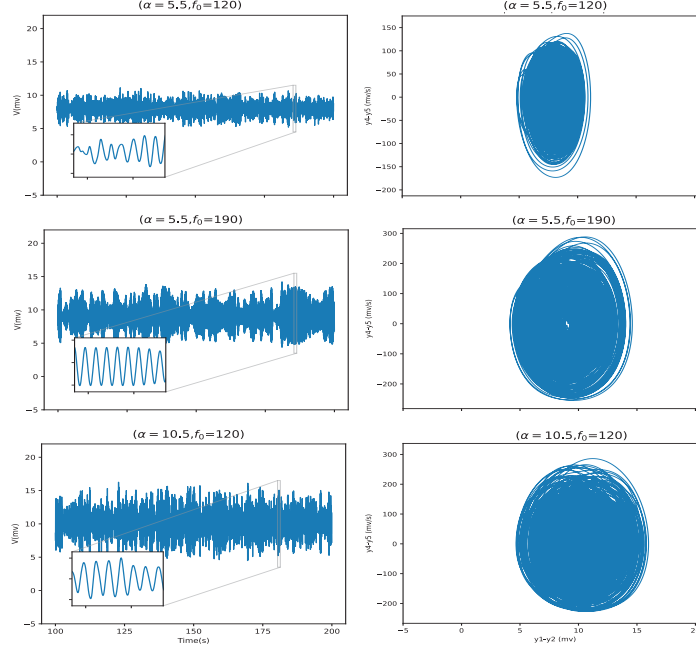 (α = 5.5,f₀=120)
20
15
10
5
0
−5
V(mv)
(α = 5.5,f₀=120)
150
100
50
0
−50
−100
−150
−200
y4-y5 (mv/s)
(α = 5.5,f₀=190)
20
15
10
5
0
−5
V(mv)
(α = 5.5,f₀=190)
300
200
100
0
−100
−200
y4-y5 (mv/s)
(α = 10.5,f₀=120)
20
15
10
5
0
−5
V(mv)
100 125 150 175 200
Time(s)
(α = 10.5,f₀=120)
300
200
100
0
−100
−200
y4-y5 (mv/s)
−5 0 5 10 15
y1-y2 (mv)